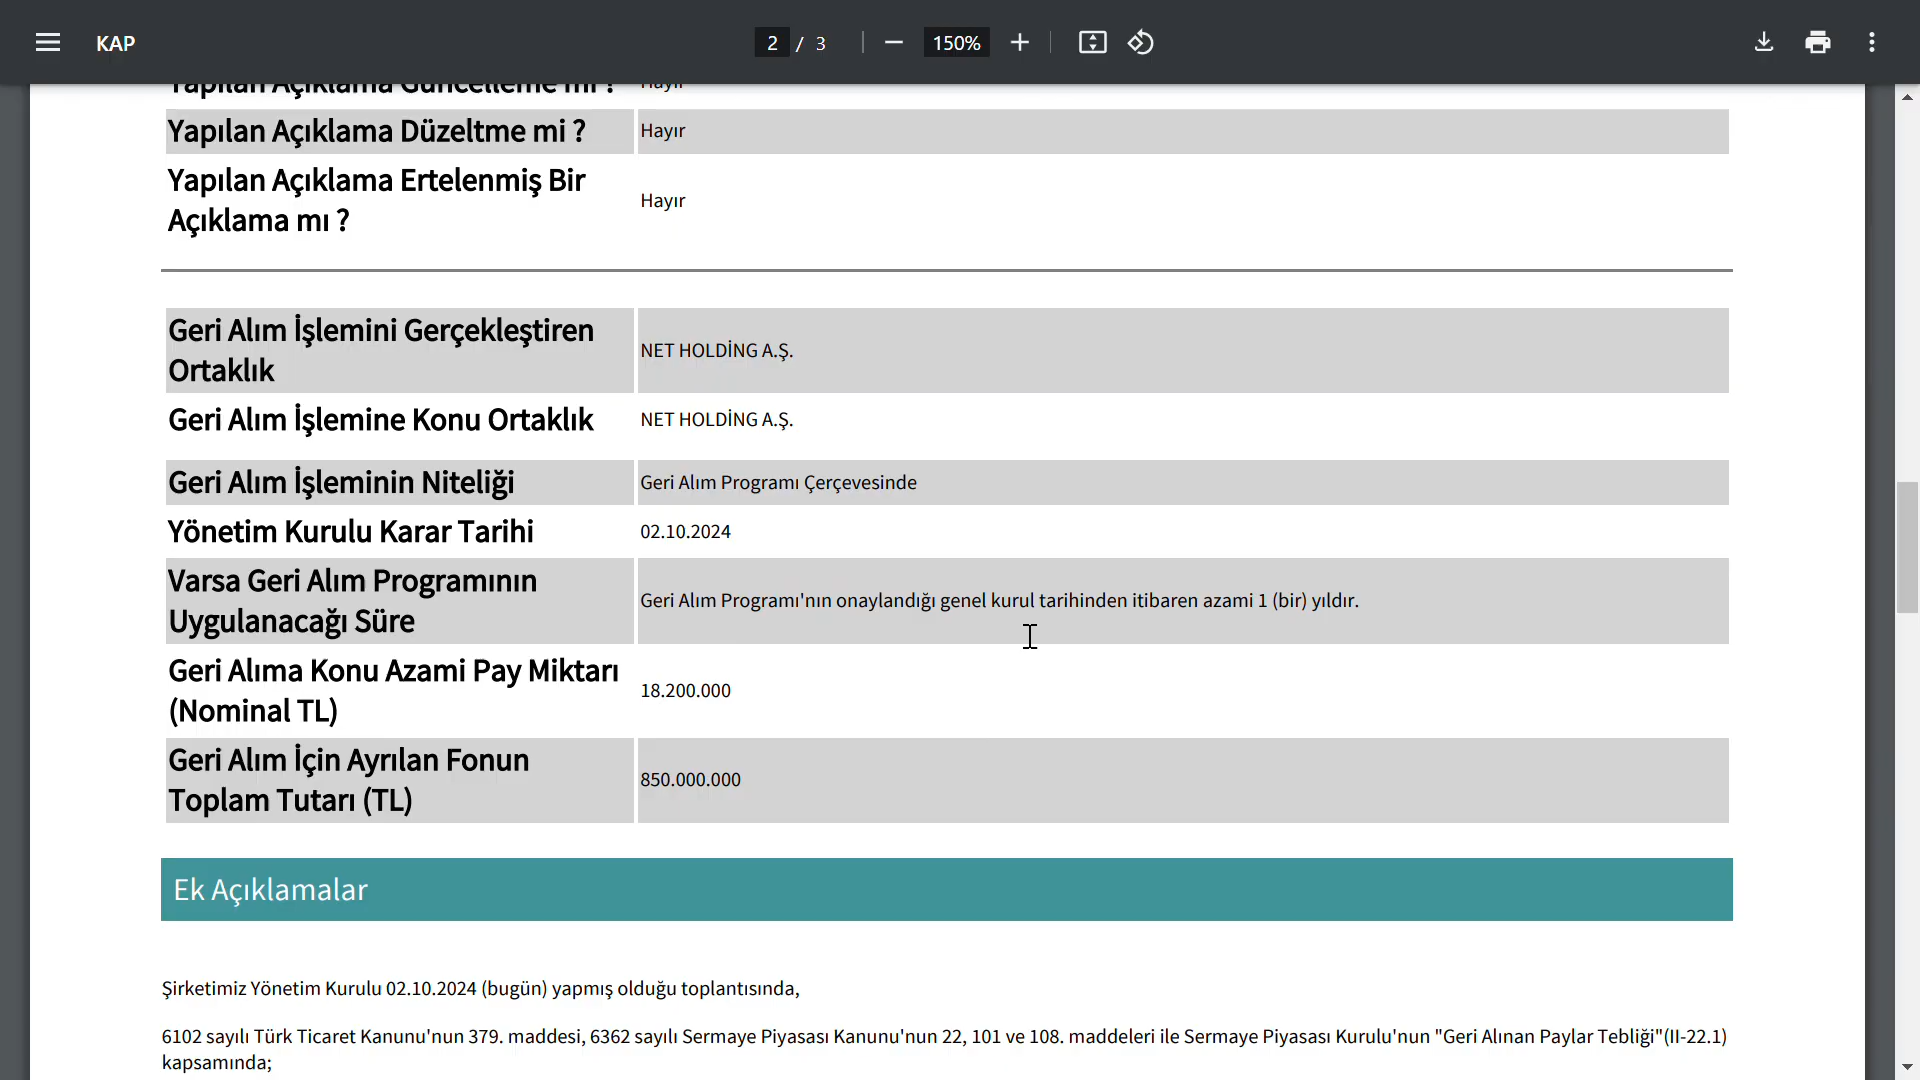 KAP
2 / 3
150%
Yapılan Açıklama Güncelleme mi ? Hayır
Yapılan Açıklama Düzeltme mi ? Hayır
Yapılan Açıklama Ertelenmiş Bir
Açıklama mı ?
Hayır
Geri Alım İşlemini Gerçekleştiren
Ortaklık
NET HOLDİNG A.Ş.
Geri Alım İşlemine Konu Ortaklık NET HOLDİNG A.Ş.
Geri Alım İşleminin Niteliği Geri Alım Programı Çerçevesinde
Yönetim Kurulu Karar Tarihi 02.10.2024
Varsa Geri Alım Programının
Uygulanacağı Süre
Geri Alım Programı'nın onaylandığı genel kurul tarihinden itibaren azami 1 (bir) yıldır.
Geri Alıma Konu Azami Pay Miktarı
(Nominal TL)
18.200.000
Geri Alım İçin Ayrılan Fonun
Toplam Tutarı (TL)
850.000.000
Ek Açıklamalar
Şirketimiz Yönetim Kurulu 02.10.2024 (bugün) yapmış olduğu toplantısında,
6102 sayılı Türk Ticaret Kanunu'nun 379. maddesi, 6362 sayılı Sermaye Piyasası Kanunu'nun 22, 101 ve 108. maddeleri ile Sermaye Piyasası Kurulu'nun "Geri Alınan Paylar Tebliği"(II-22.1)
kapsamında;